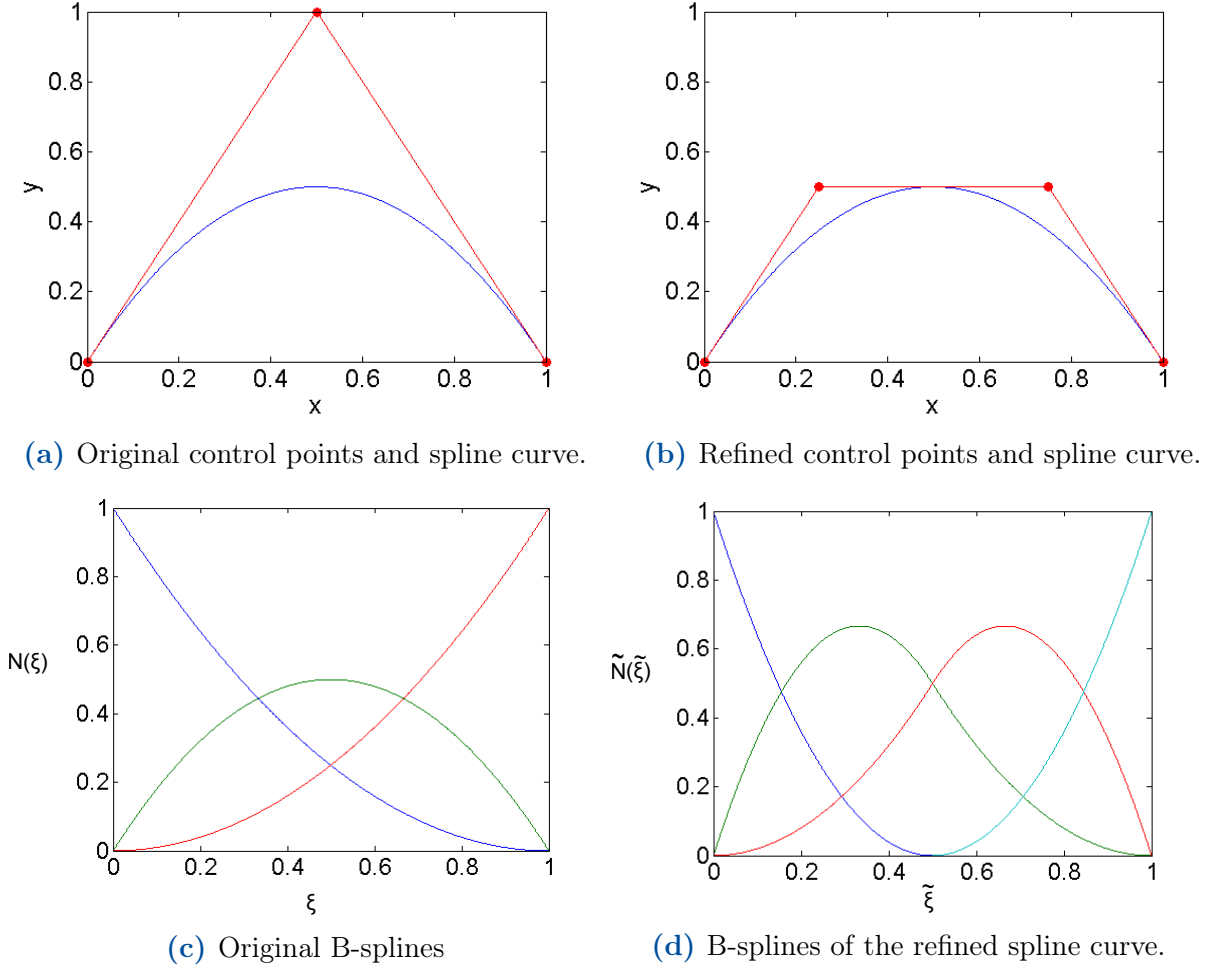 1
0.8
0.6
y
0.4
0.2
0
0 0.2 0.4 0.6 0.8 1
x
(a) Original control points and spline curve.
1
0.8
0.6
y
0.4
0.2
0
0 0.2 0.4 0.6 0.8 1
x
(b) Refined control points and spline curve.
1
0.8
0.6
N(ξ)
0.4
0.2
0
0 0.2 0.4 0.6 0.8 1
ξ
(c) Original B-splines
1
0.8
0.6
Ñ(ξ̃)
0.4
0.2
0
0 0.2 0.4 0.6 0.8 1
ξ̃
(d) B-splines of the refined spline curve.